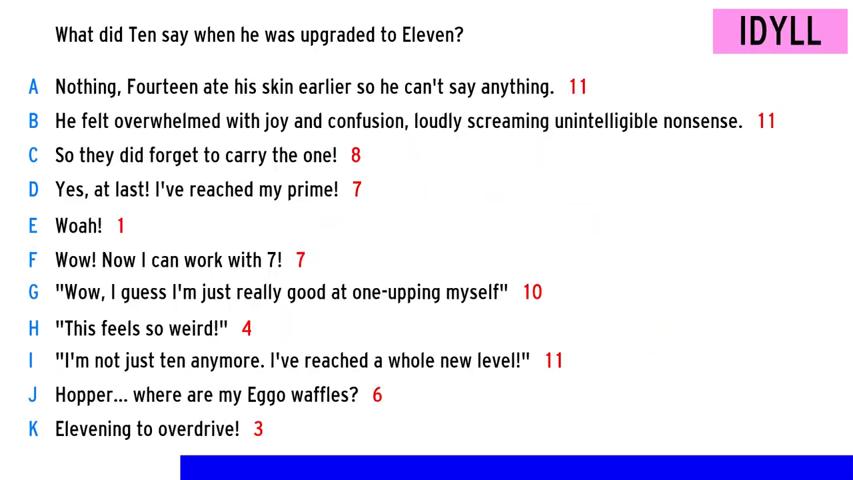 What did Ten say when he was upgraded to Eleven?
IDYLL
A Nothing, Fourteen ate his skin earlier so he can't say anything. 11
B He felt overwhelmed with joy and confusion, loudly screaming unintelligible nonsense. 11
C So they did forget to carry the one! 8
D Yes, at last! I've reached my prime! 7
E Woah! 1
F Wow! Now I can work with 7! 7
G "Wow, I guess I'm just really good at one-upping myself" 10
H "This feels so weird!" 4
I "I'm not just ten anymore. I've reached a whole new level!" 11
J Hopper... where are my Eggo waffles? 6
K Elevening to overdrive! 3